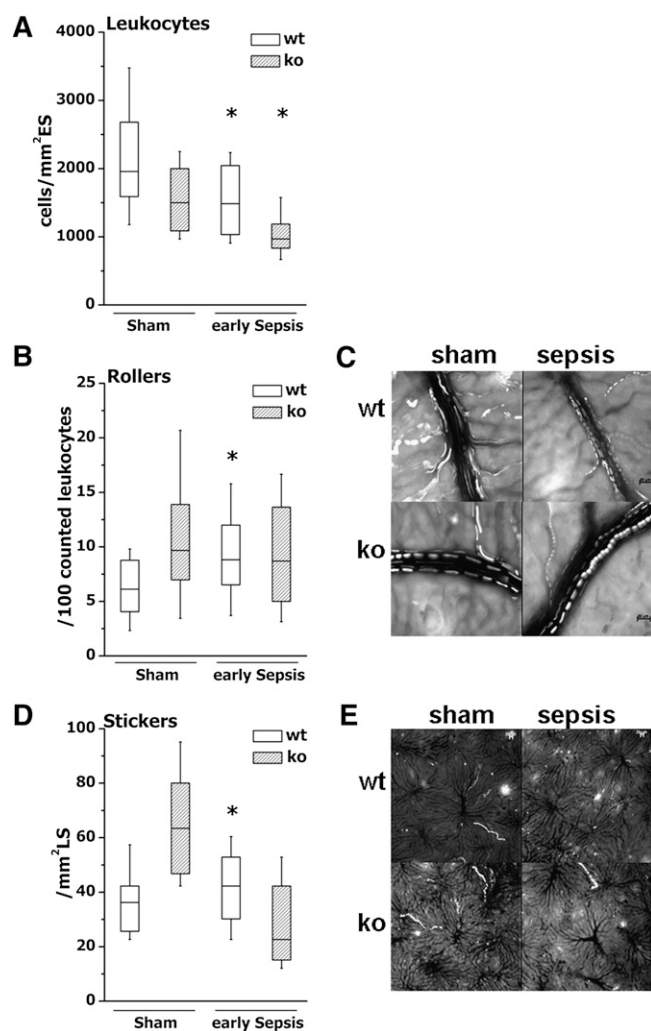 A
Leukocytes
4000
3000
2000
1000
0
cells/mm²ES
wt
ko
* *
Sham early Sepsis
B
Rollers
25
20
15
10
5
0
/100 counted leukocytes
wt
ko
*
Sham early Sepsis
C
sham sepsis
wt
ko
D
Stickers
100
80
60
40
20
0
/mm²LS
wt
ko
*
Sham early Sepsis
E
sham sepsis
wt
ko